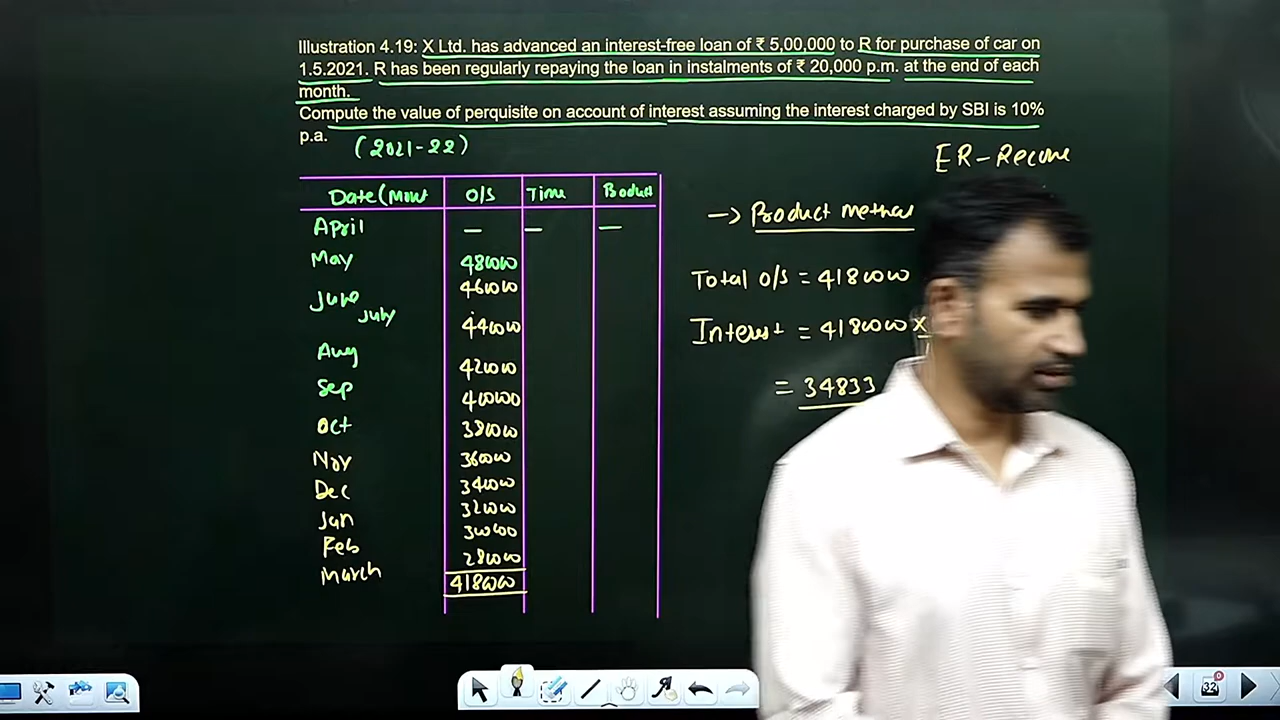 Illustration 4.19: X Ltd. has advanced an interest-free loan of ₹ 5,00,000 to R for purchase of car on
1.5.2021. R has been regularly repaying the loan in instalments of ₹ 20,000 p.m. at the end of each
month.
Compute the value of perquisite on account of interest assuming the interest charged by SBI is 10%
p.a.
(2021-22)
ER-
Date (Mont O/S Time Product
April — — —
May 480000
June 460000
July 440000
Aug 420000
Sep 400000
Oct 380000
Nov 360000
Dec 340000
Jan 320000
Feb 300000
March 280000
4180000
→ Product method
Total O/S = 4180000
Interest = 4180000 ×
= 34833
32